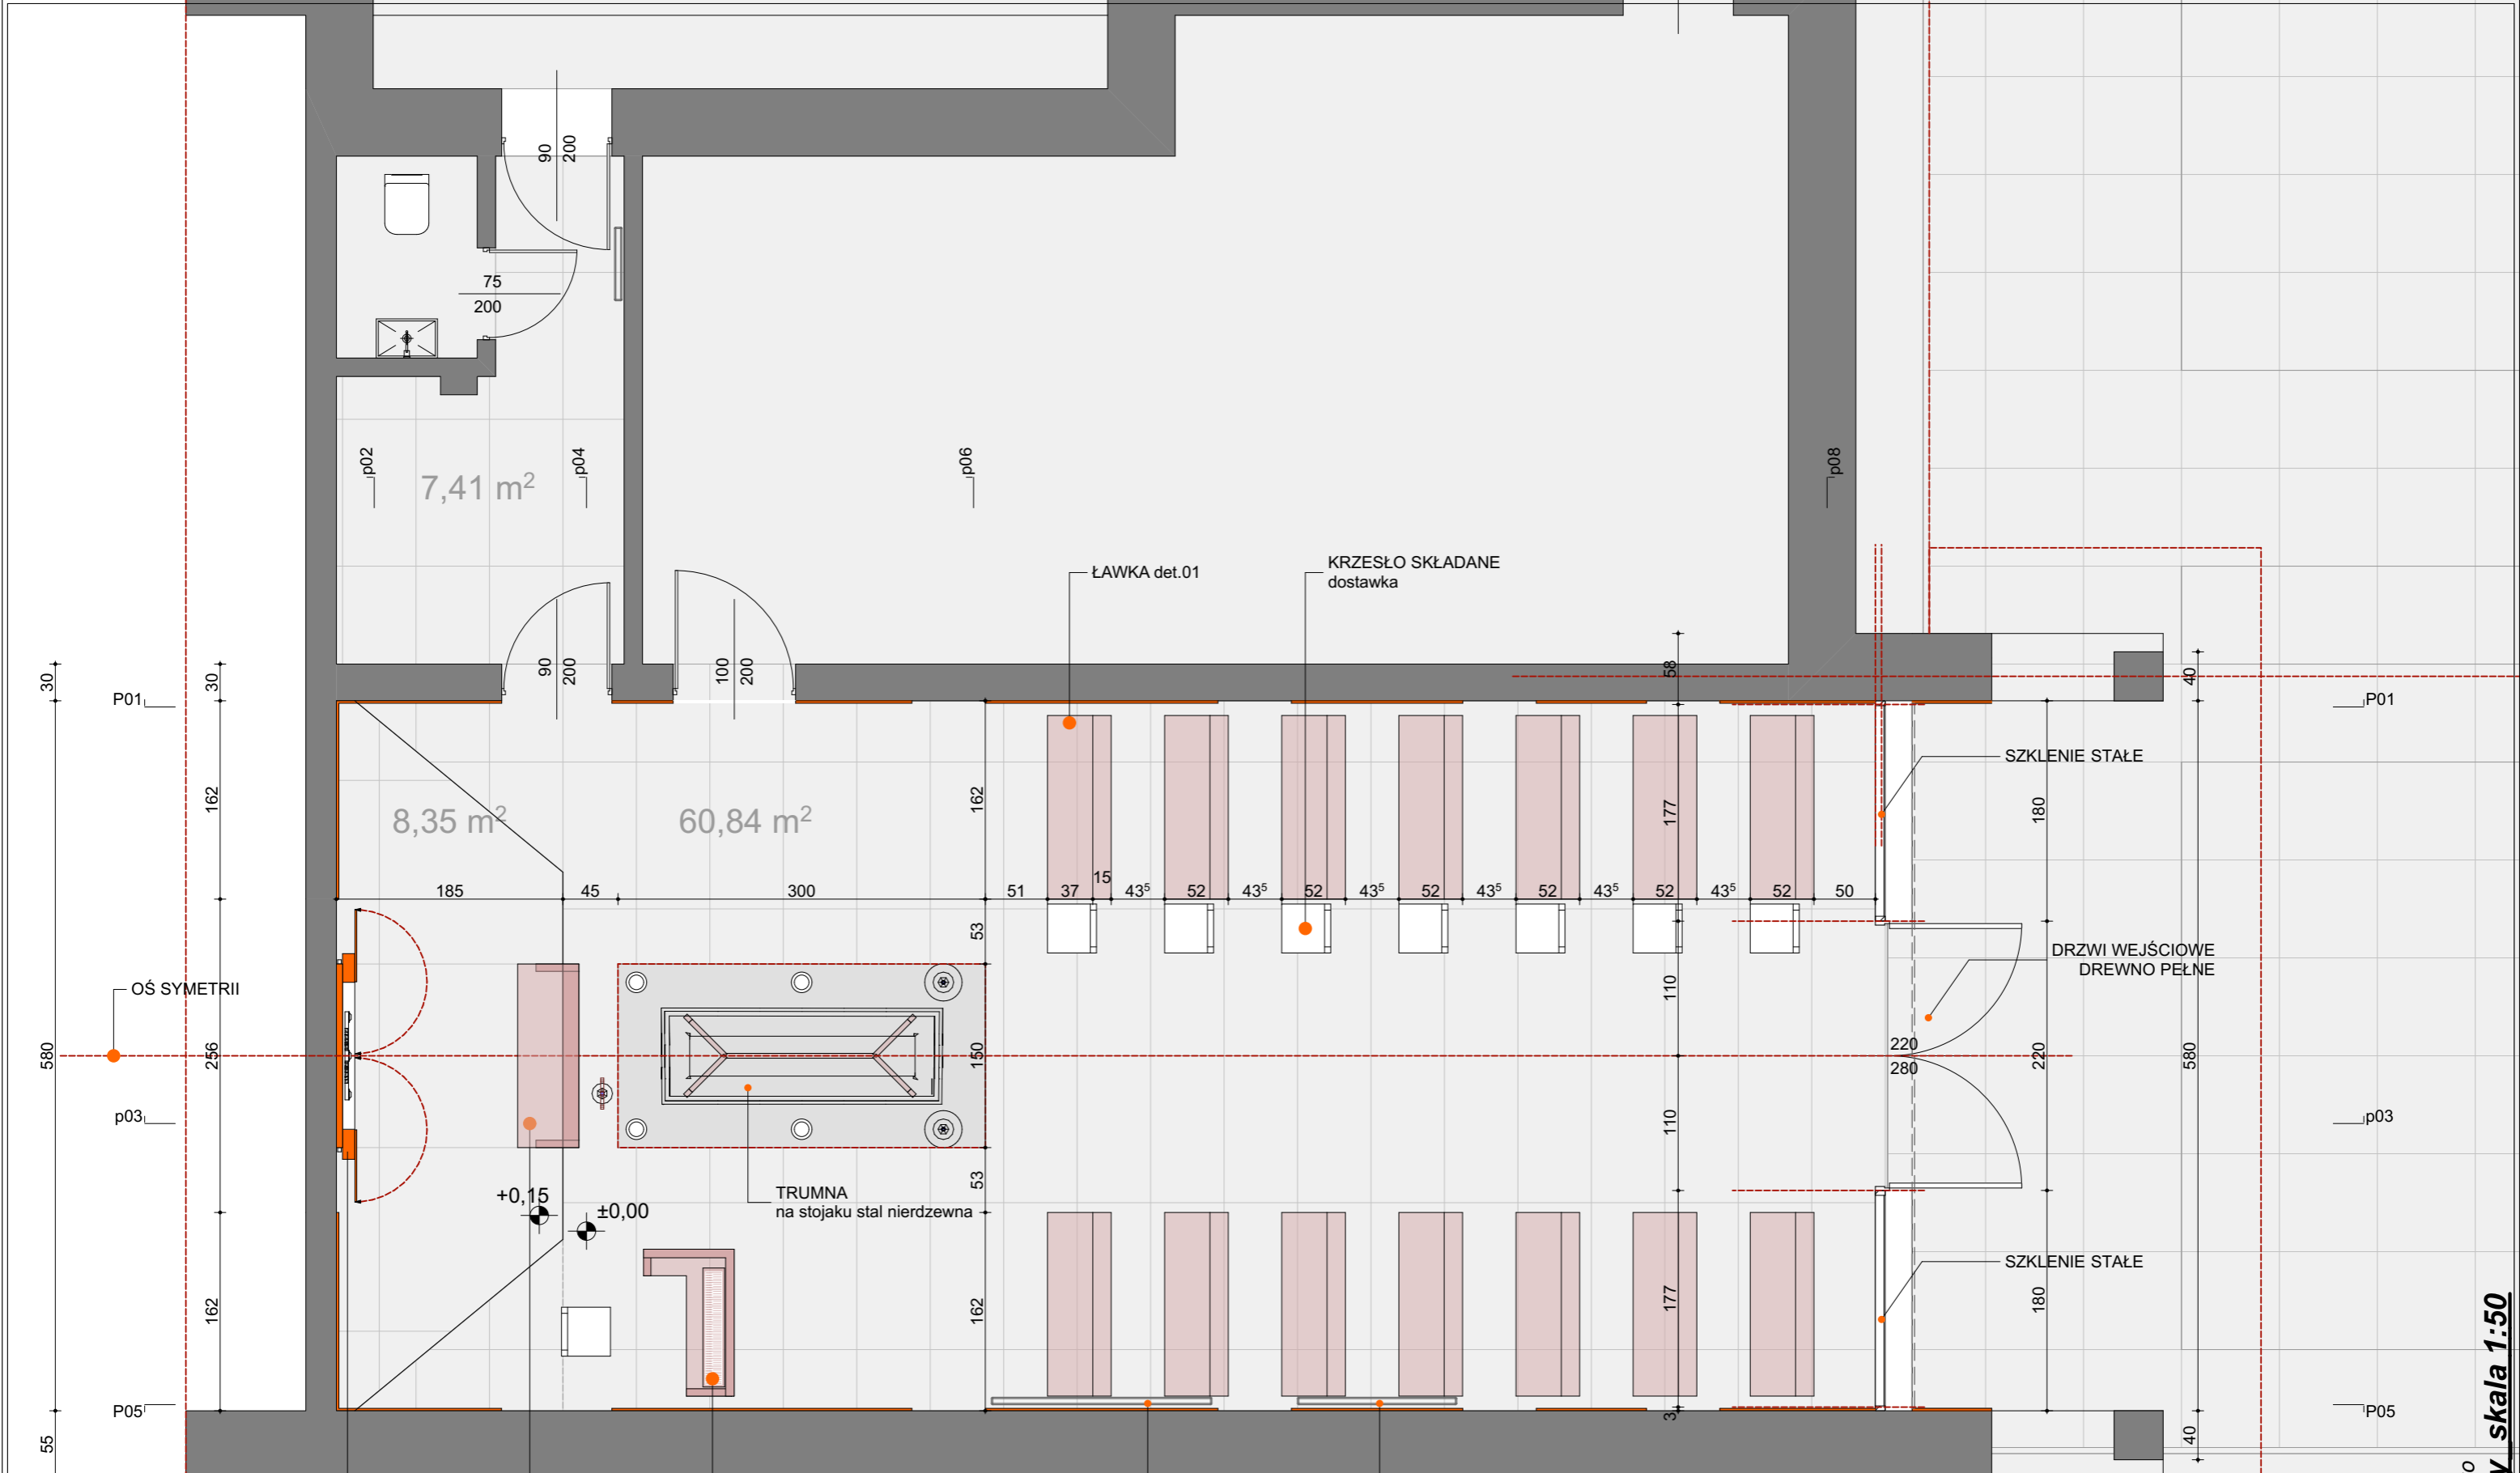 90
200
75
200
p02
7,41 m²
p04
p06
p08
ŁAWKA det.01
KRZESŁO SKŁADANE
dostawka
30
30
90
200
100
200
58
40
P01
P01
SZKLENIE STAŁE
162
8,35 m²
60,84 m²
162
177
180
185
45
300
51
37
15
43⁵
52
43⁵
52
43⁵
52
43⁵
52
43⁵
52
43⁵
52
50
53
DRZWI WEJŚCIOWE
DREWNO PEŁNE
OŚ SYMETRII
110
580
256
150
220
280
220
580
p03
110
p03
53
+0,15
±0,00
TRUMNA
na stojaku stal nierdzewna
SZKLENIE STAŁE
162
162
177
180
P05
3
P05
55
40
skala 1:50